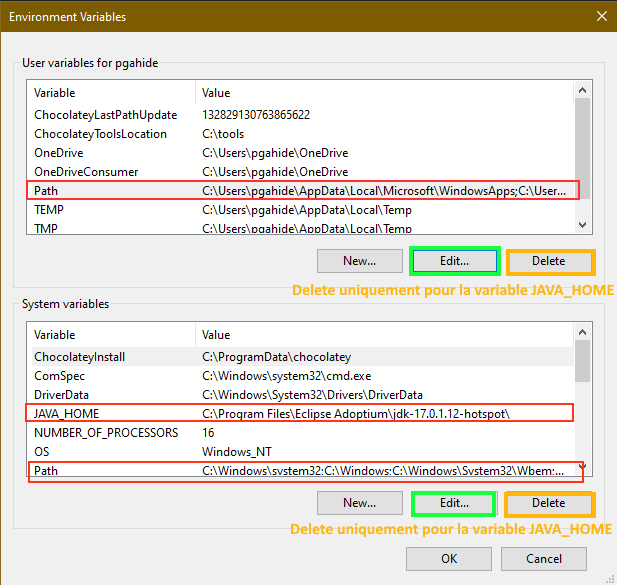 Environment Variables
User variables for pgahide
Variable Value
ChocolateyLastPathUpdate 132829130763865622
ChocolateyToolsLocation C:\tools
OneDrive C:\Users\pgahide\OneDrive
OneDriveConsumer C:\Users\pgahide\OneDrive
Path C:\Users\pgahide\AppData\Local\Microsoft\WindowsApps;C:\User...
TEMP C:\Users\pgahide\AppData\Local\Temp
TMP C:\Users\pgahide\AppData\Local\Temp
New... Edit... Delete
Delete uniquement pour la variable JAVA_HOME
System variables
Variable Value
ChocolateyInstall C:\ProgramData\chocolatey
ComSpec C:\Windows\system32\cmd.exe
DriverData C:\Windows\System32\Drivers\DriverData
JAVA_HOME C:\Program Files\Eclipse Adoptium\jdk-17.0.1.12-hotspot\
NUMBER_OF_PROCESSORS 16
OS Windows_NT
Path C:\Windows\system32;C:\Windows;C:\Windows\System32\Wbem;...
New... Edit... Delete
Delete uniquement pour la variable JAVA_HOME
OK Cancel